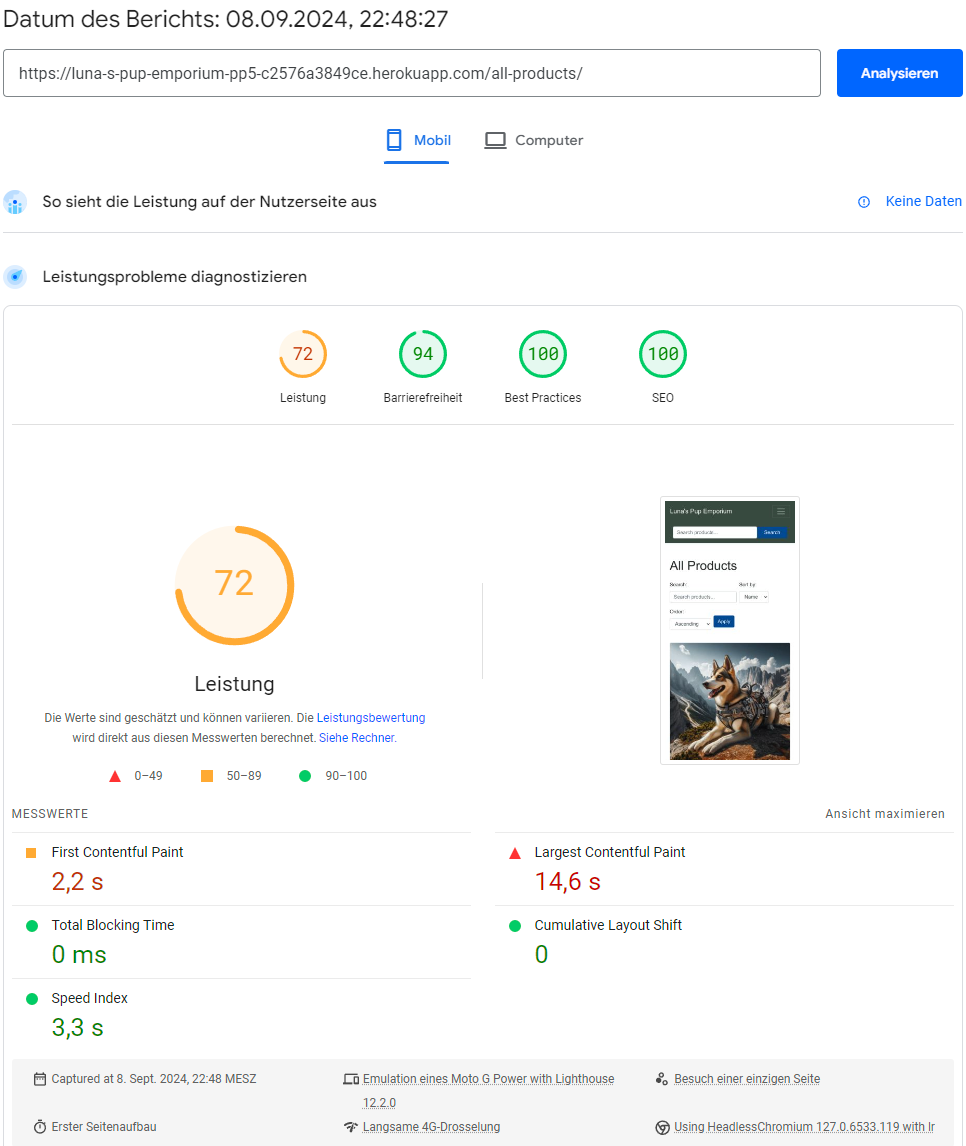 Datum des Berichts: 08.09.2024, 22:48:27
https://luna-s-pup-emporium-pp5-c2576a3849ce.herokuapp.com/all-products/
Analysieren
Mobil
Computer
So sieht die Leistung auf der Nutzerseite aus
Keine Daten
Leistungsprobleme diagnostizieren
72
94
100
100
Leistung
Barrierefreiheit
Best Practices
SEO
72
Leistung
Die Werte sind geschätzt und können variieren. Die Leistungsbewertung
wird direkt aus diesen Messwerten berechnet. Siehe Rechner.
0–49
50–89
90–100
Luna's Pup Emporium
Search products...
Search
All Products
Search:
Sort by:
Search products...
Name
Order:
Ascending
Apply
MESSWERTE
Ansicht maximieren
First Contentful Paint
2,2 s
Largest Contentful Paint
14,6 s
Total Blocking Time
0 ms
Cumulative Layout Shift
0
Speed Index
3,3 s
Captured at 8. Sept. 2024, 22:48 MESZ
Emulation eines Moto G Power with Lighthouse
12.2.0
Besuch einer einzigen Seite
Erster Seitenaufbau
Langsame 4G-Drosselung
Using HeadlessChromium 127.0.6533.119 with lr